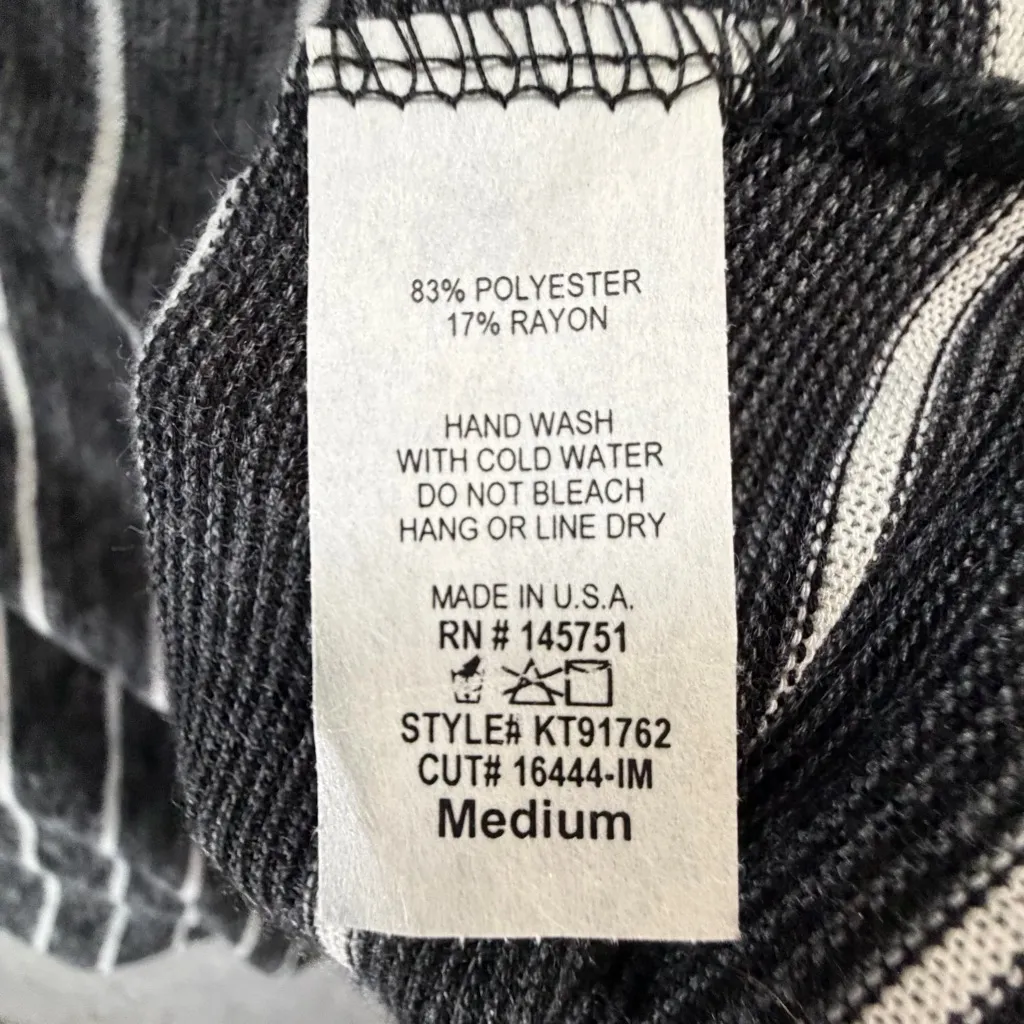 83% POLYESTER
17% RAYON
HAND WASH
WITH COLD WATER
DO NOT BLEACH
HANG OR LINE DRY
MADE IN U.S.A.
RN # 145751
STYLE# KT91762
CUT# 16444-IM
Medium